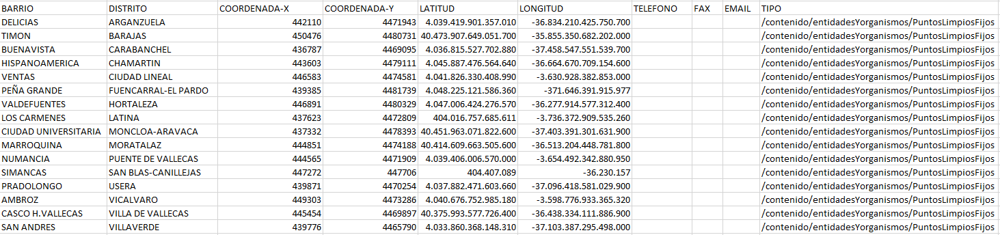 BARRIO DISTRITO COORDENADA-X COORDENADA-Y LATITUD LONGITUD TELEFONO FAX EMAIL TIPO
DELICIAS ARGANZUELA 442110 4471943 4.039.419.901.357.010 -36.834.210.425.750.700 /contenido/entidadesYorganismos/PuntosLimpiosFijos
TIMON BARAJAS 450476 4480731 40.473.907.649.051.700 -35.855.350.682.202.000 /contenido/entidadesYorganismos/PuntosLimpiosFijos
BUENAVISTA CARABANCHEL 436787 4469095 4.036.815.527.702.880 -37.458.547.551.539.700 /contenido/entidadesYorganismos/PuntosLimpiosFijos
HISPANOAMERICA CHAMARTIN 443603 4479111 4.045.887.476.564.640 -36.664.670.709.154.600 /contenido/entidadesYorganismos/PuntosLimpiosFijos
VENTAS CIUDAD LINEAL 446583 4474581 4.041.826.330.408.990 -3.630.928.382.853.000 /contenido/entidadesYorganismos/PuntosLimpiosFijos
PEÑA GRANDE FUENCARRAL-EL PARDO 439385 4481739 4.048.225.121.586.360 -371.646.391.915.977 /contenido/entidadesYorganismos/PuntosLimpiosFijos
VALDEFUENTES HORTALEZA 446891 4480329 4.047.006.424.276.570 -36.277.914.577.312.400 /contenido/entidadesYorganismos/PuntosLimpiosFijos
LOS CARMENES LATINA 437623 4472809 404.016.757.685.611 -3.736.372.909.535.260 /contenido/entidadesYorganismos/PuntosLimpiosFijos
CIUDAD UNIVERSITARIA MONCLOA-ARAVACA 437332 4478393 40.451.963.071.822.600 -37.403.391.301.631.900 /contenido/entidadesYorganismos/PuntosLimpiosFijos
MARROQUINA MORATALAZ 444851 4474188 40.414.609.663.505.600 -36.513.204.448.781.800 /contenido/entidadesYorganismos/PuntosLimpiosFijos
NUMANCIA PUENTE DE VALLECAS 444565 4471909 4.039.406.006.570.000 -3.654.492.342.880.950 /contenido/entidadesYorganismos/PuntosLimpiosFijos
SIMANCAS SAN BLAS-CANILLEJAS 447272 447706 404.407.089 -36.230.157 /contenido/entidadesYorganismos/PuntosLimpiosFijos
PRADOLONGO USERA 439871 4470254 4.037.882.471.603.660 -37.096.418.581.029.900 /contenido/entidadesYorganismos/PuntosLimpiosFijos
AMBROZ VICALVARO 449303 4473286 4.040.676.752.985.180 -3.598.776.933.365.320 /contenido/entidadesYorganismos/PuntosLimpiosFijos
CASCO H.VALLECAS VILLA DE VALLECAS 445454 4469897 40.375.993.577.726.400 -36.438.334.111.886.900 /contenido/entidadesYorganismos/PuntosLimpiosFijos
SAN ANDRES VILLAVERDE 439776 4465790 4.033.860.368.148.310 -37.103.387.295.498.000 /contenido/entidadesYorganismos/PuntosLimpiosFijos